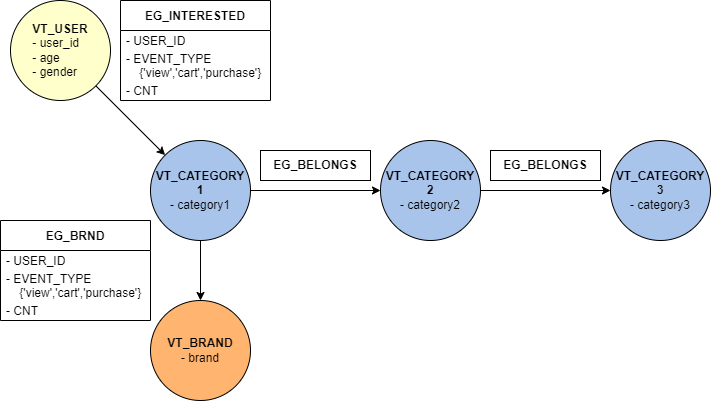 VT_USER
- user_id
- age
- gender
EG_INTERESTED
- USER_ID
- EVENT_TYPE
{'view','cart','purchase'}
- CNT
VT_CATEGORY
1
- category1
EG_BELONGS
VT_CATEGORY
2
- category2
EG_BELONGS
VT_CATEGORY
3
- category3
EG_BRND
- USER_ID
- EVENT_TYPE
{'view','cart','purchase'}
- CNT
VT_BRAND
- brand